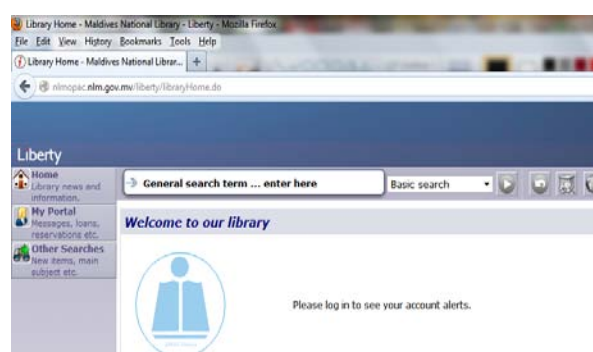 Library Home - Maldives National Library - Liberty - Mozilla Firefox
File Edit View History Bookmarks Tools Help
Library Home - Maldives National Librar... +
nlmopac.nlm.gov.mv/liberty/libraryHome.do
Liberty
Home
Library news and
information.
My Portal
Messages, loans,
reservations etc.
Other Searches
New items, main
subject etc.
General search term ... enter here
Basic search
Welcome to our library
Please log in to see your account alerts.